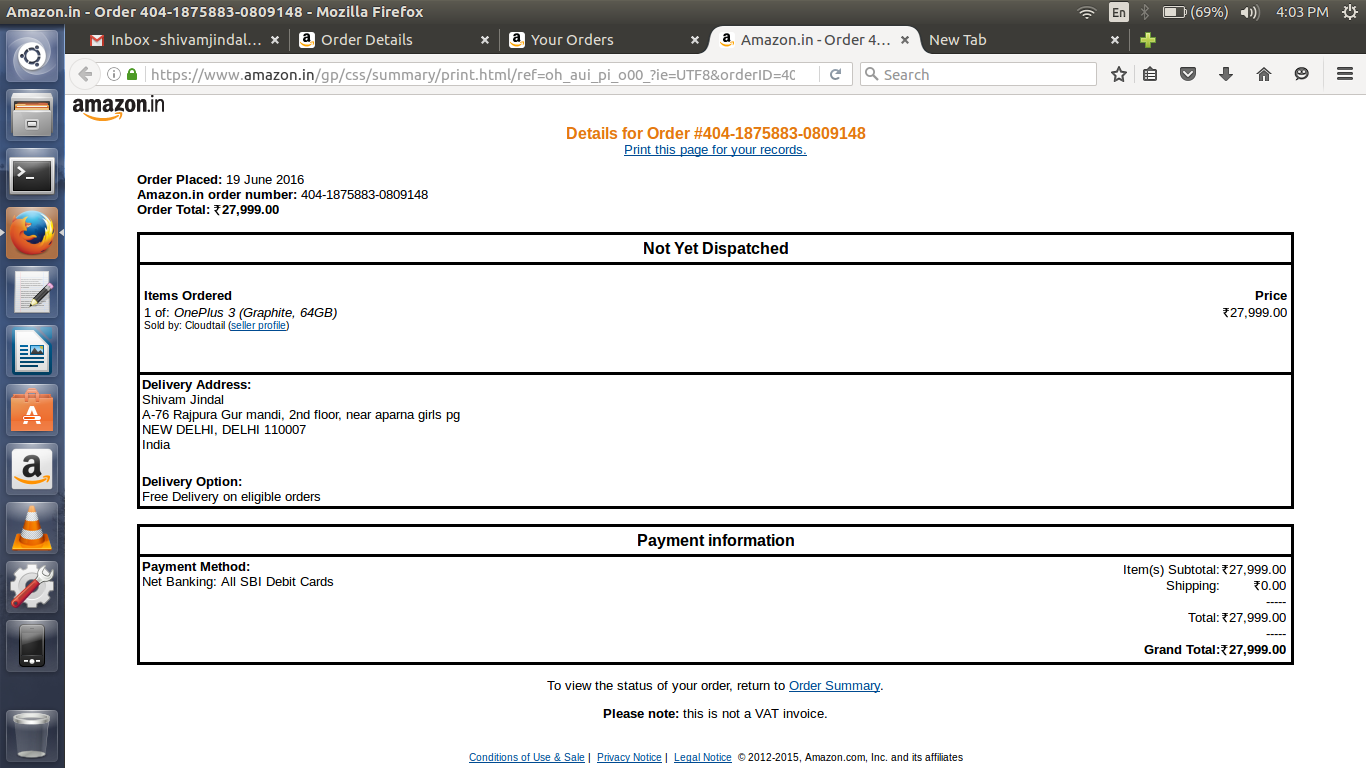 Amazon.in - Order 404-1875883-0809148 - Mozilla Firefox
En (69%) 4:03 PM
Inbox - shivamjindal...
Order Details
Your Orders
Amazon.in - Order 4...
New Tab
https://www.amazon.in/gp/css/summary/print.html/ref=oh_aui_pi_o00_?ie=UTF8&orderID=40
Search
amazon.in
Details for Order #404-1875883-0809148
Print this page for your records.
Order Placed: 19 June 2016
Amazon.in order number: 404-1875883-0809148
Order Total: ₹27,999.00
Not Yet Dispatched
Items Ordered Price
1 of: OnePlus 3 (Graphite, 64GB) ₹27,999.00
Sold by: Cloudtail (seller profile)
Delivery Address:
Shivam Jindal
A-76 Rajpura Gur mandi, 2nd floor, near aparna girls pg
NEW DELHI, DELHI 110007
India
Delivery Option:
Free Delivery on eligible orders
Payment information
Payment Method:
Net Banking: All SBI Debit Cards
Item(s) Subtotal: ₹27,999.00
Shipping: ₹0.00
-----
Total: ₹27,999.00
-----
Grand Total: ₹27,999.00
To view the status of your order, return to Order Summary.
Please note: this is not a VAT invoice.
Conditions of Use & Sale | Privacy Notice | Legal Notice © 2012-2015, Amazon.com, Inc. and its affiliates